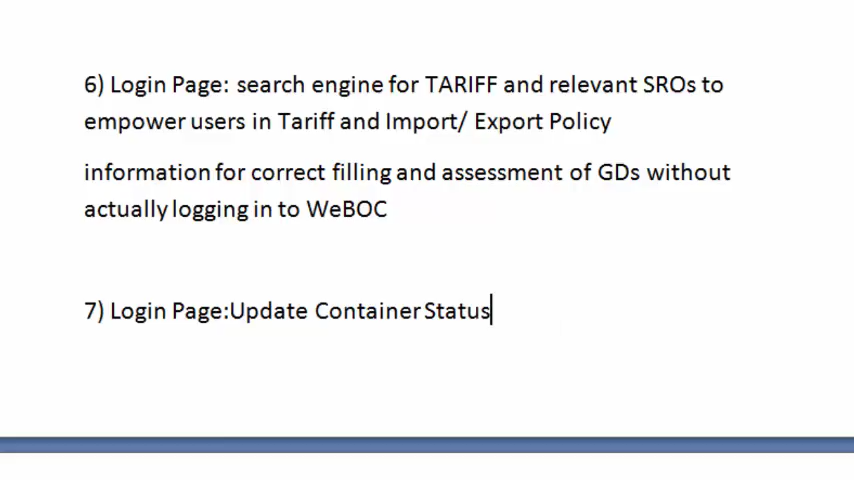 6) Login Page: search engine for TARIFF and relevant SROs to
empower users in Tariff and Import/ Export Policy
information for correct filling and assessment of GDs without
actually logging in to WeBOC
7) Login Page:Update Container Status